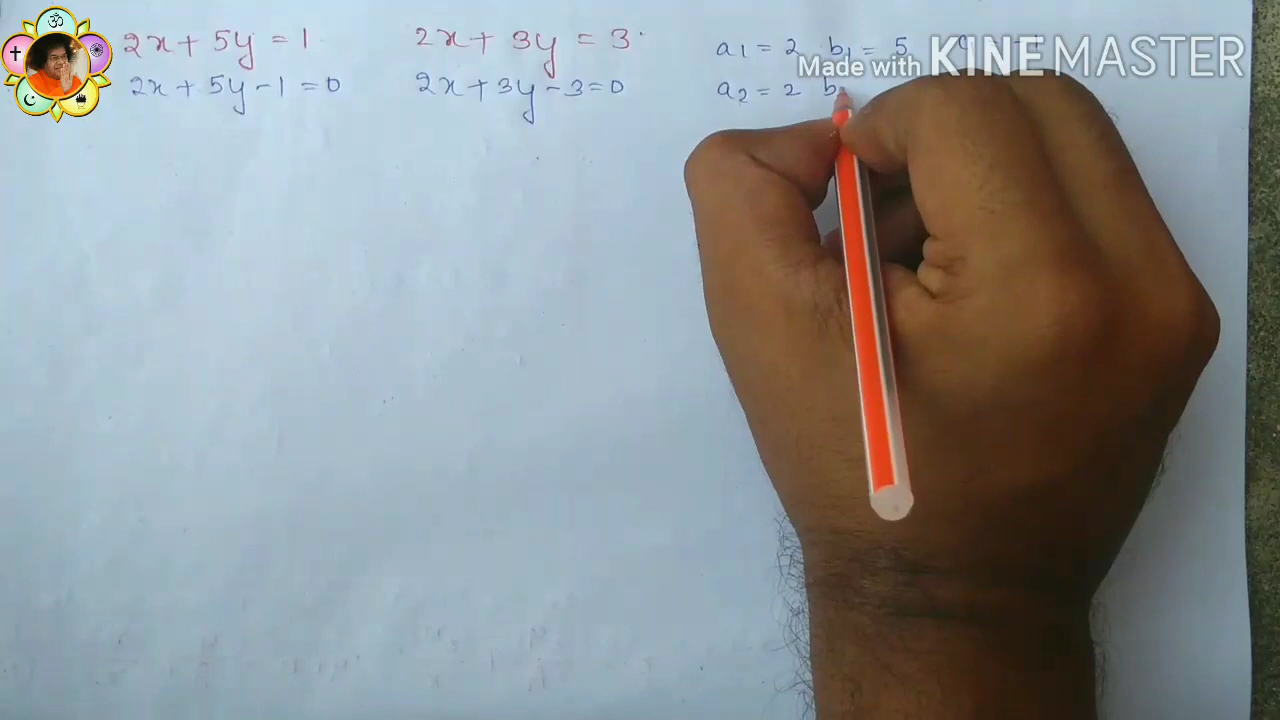 2x + 5y = 1
2x + 3y = 3
2x + 5y - 1 = 0
2x + 3y - 3 = 0
a1 = 2 b1 = 5
a2 = 2 b
Made with KINEMASTER
ॐ